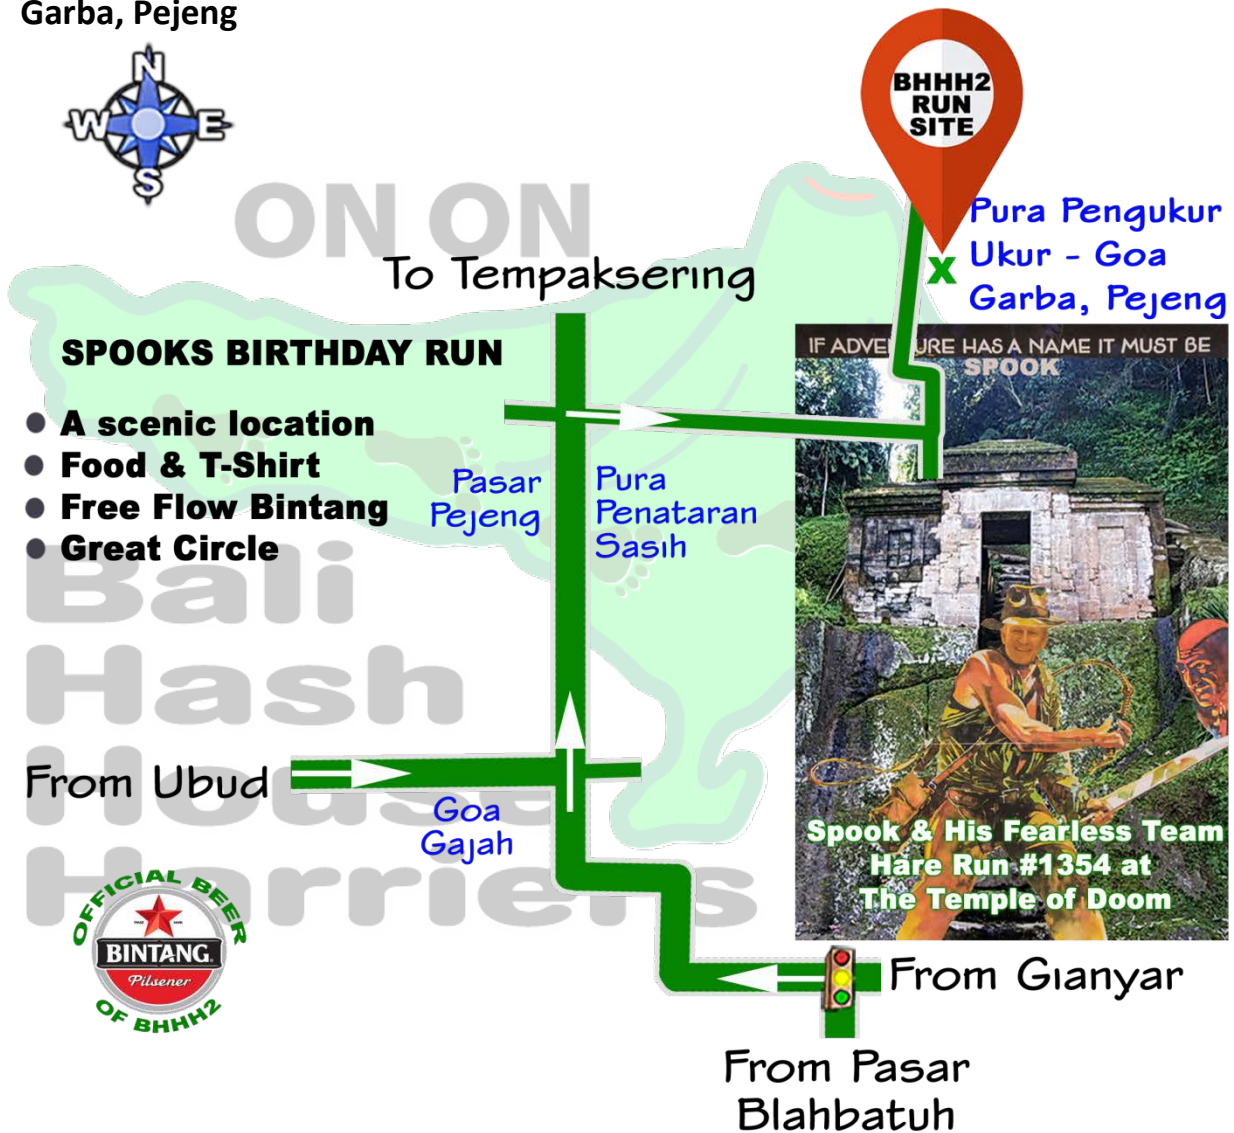 Garba, Pejeng
N
W E
S
BHHH2
RUN
SITE
ON ON
To Tempaksering
Pura Pengukur
Ukur - Goa
Garba, Pejeng
SPOOKS BIRTHDAY RUN
A scenic location
Food & T-Shirt
Free Flow Bintang
Great Circle
IF ADVENTURE HAS A NAME IT MUST BE
SPOOK
X
Pasar
Pejeng
Pura
Penataran
Sasih
Bali
Hash
House
Harriers
From Ubud
Goa
Gajah
Spook & His Fearless Team
Hare Run #1354 at
The Temple of Doom
OFFICIAL BEER
BINTANG
Pilsener
OF BHHH2
From Gianyar
From Pasar
Blahbatuh